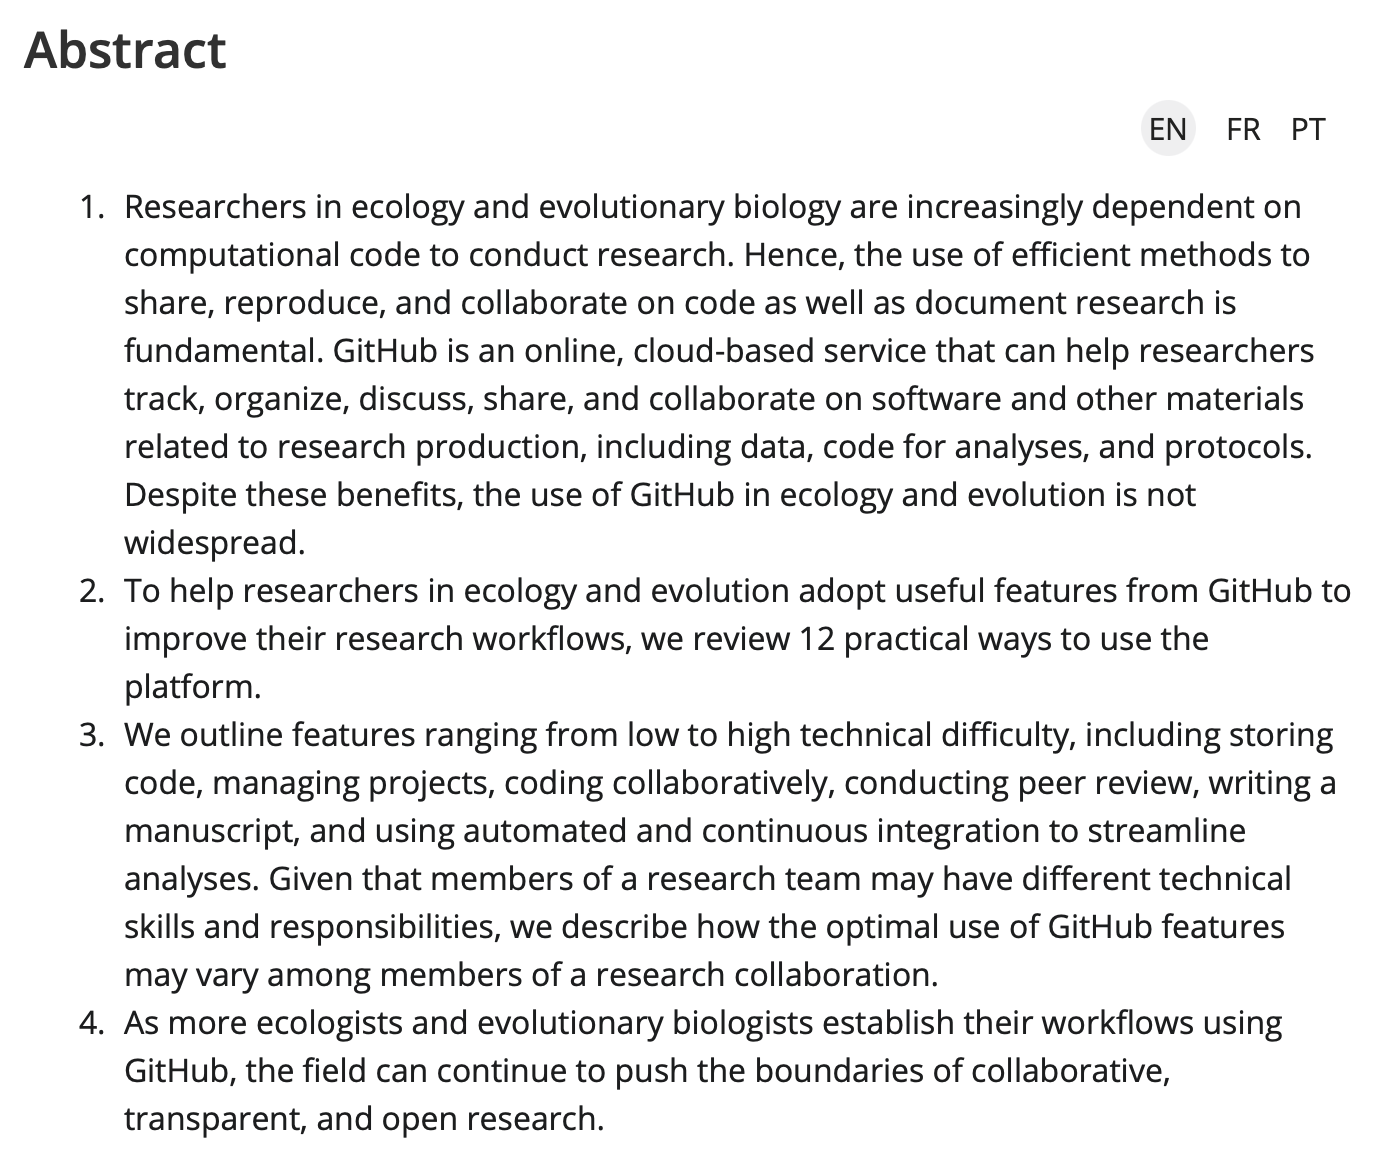 Abstract
EN FR PT
1. Researchers in ecology and evolutionary biology are increasingly dependent on
computational code to conduct research. Hence, the use of efficient methods to
share, reproduce, and collaborate on code as well as document research is
fundamental. GitHub is an online, cloud-based service that can help researchers
track, organize, discuss, share, and collaborate on software and other materials
related to research production, including data, code for analyses, and protocols.
Despite these benefits, the use of GitHub in ecology and evolution is not
widespread.
2. To help researchers in ecology and evolution adopt useful features from GitHub to
improve their research workflows, we review 12 practical ways to use the
platform.
3. We outline features ranging from low to high technical difficulty, including storing
code, managing projects, coding collaboratively, conducting peer review, writing a
manuscript, and using automated and continuous integration to streamline
analyses. Given that members of a research team may have different technical
skills and responsibilities, we describe how the optimal use of GitHub features
may vary among members of a research collaboration.
4. As more ecologists and evolutionary biologists establish their workflows using
GitHub, the field can continue to push the boundaries of collaborative,
transparent, and open research.